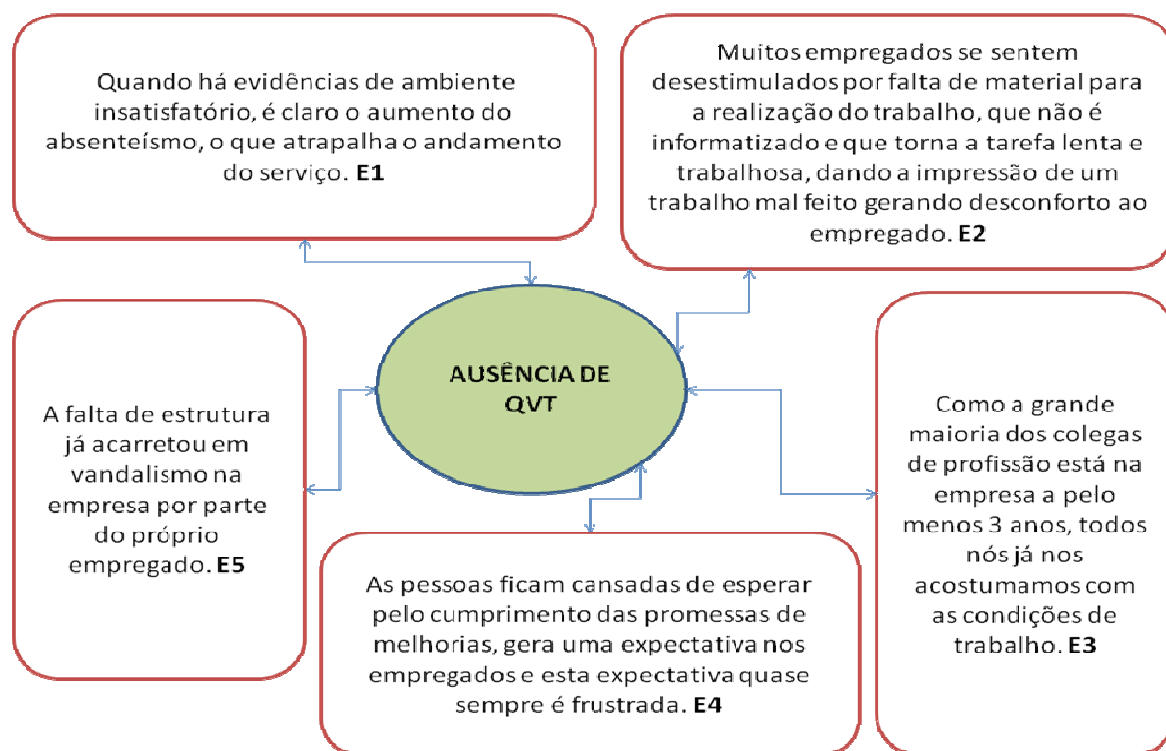 Quando há evidências de ambiente
insatisfatório, é claro o aumento do
absenteísmo, o que atrapalha o andamento
do serviço. E1
Muitos empregados se sentem
desestimulados por falta de material para
a realização do trabalho, que não é
informatizado e que torna a tarefa lenta e
trabalhosa, dando a impressão de um
trabalho mal feito gerando desconforto ao
empregado. E2
AUSÊNCIA DE
QVT
A falta de estrutura
já acarretou em
vandalismo na
empresa por parte
do próprio
empregado. E5
Como a grande
maioria dos colegas
de profissão está na
empresa a pelo
menos 3 anos, todos
nós já nos
acostumamos com
as condições de
trabalho. E3
As pessoas ficam cansadas de esperar
pelo cumprimento das promessas de
melhorias, gera uma expectativa nos
empregados e esta expectativa quase
sempre é frustrada. E4